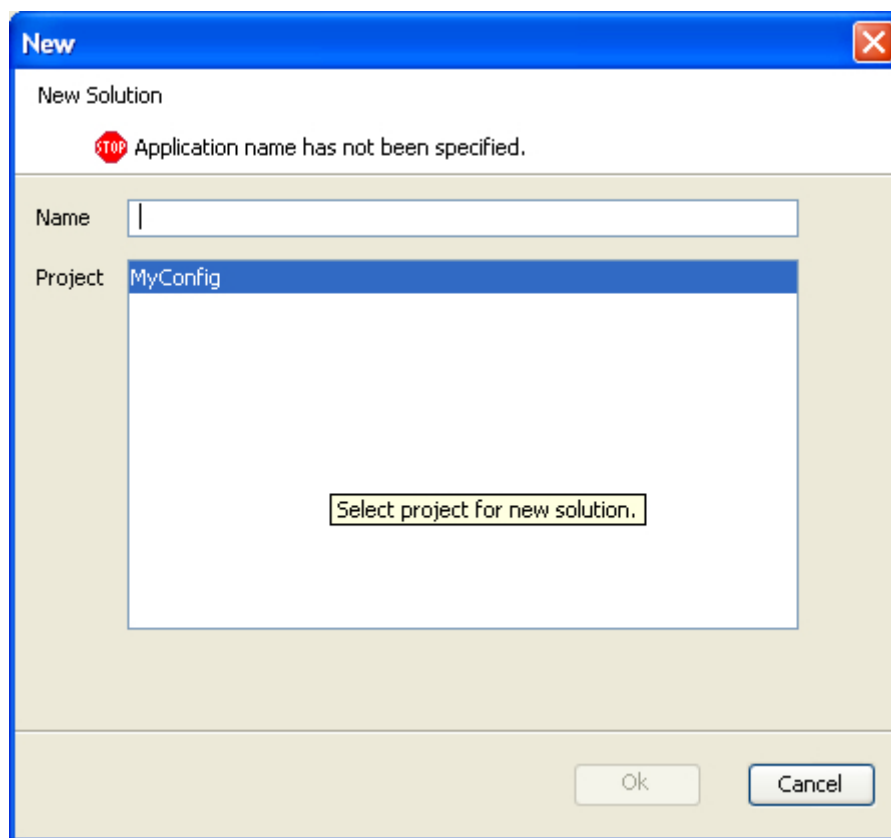 New
New Solution
STOP Application name has not been specified.
Name
Project MyConfig
Select project for new solution.
Ok Cancel